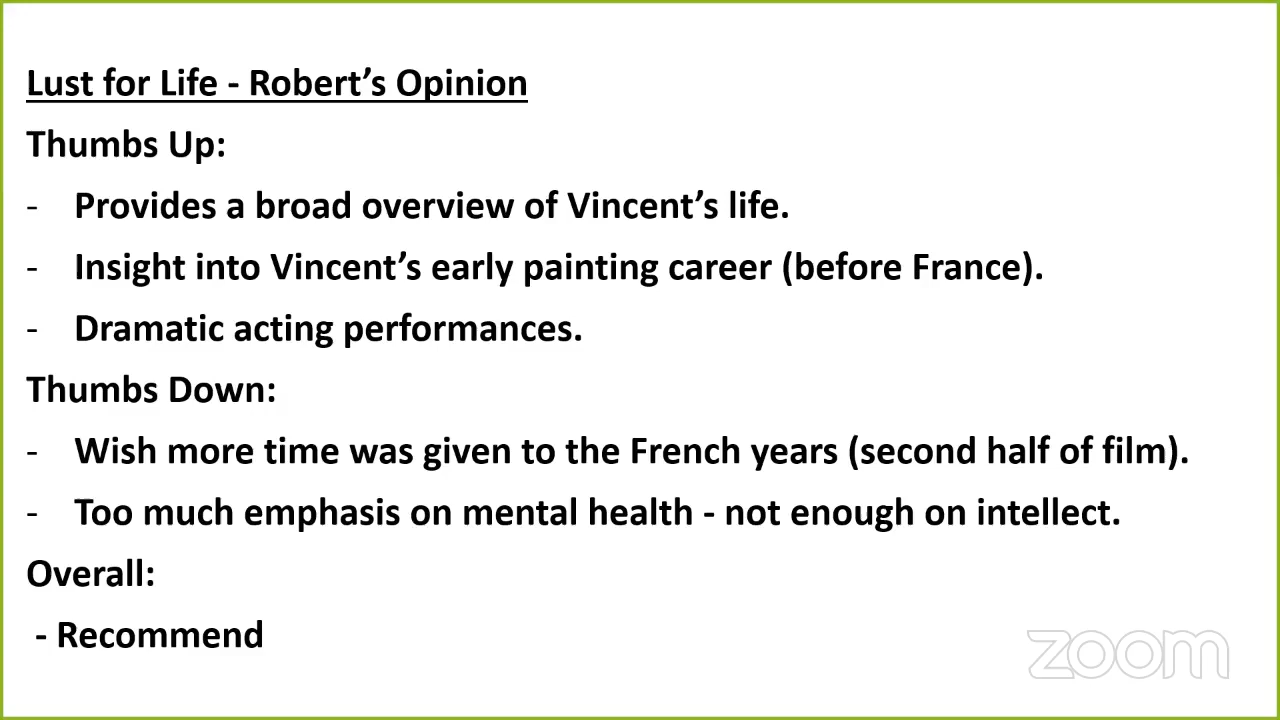 Lust for Life - Robert’s Opinion
Thumbs Up:
- Provides a broad overview of Vincent’s life.
- Insight into Vincent’s early painting career (before France).
- Dramatic acting performances.
Thumbs Down:
- Wish more time was given to the French years (second half of film).
- Too much emphasis on mental health - not enough on intellect.
Overall:
- Recommend
zoom